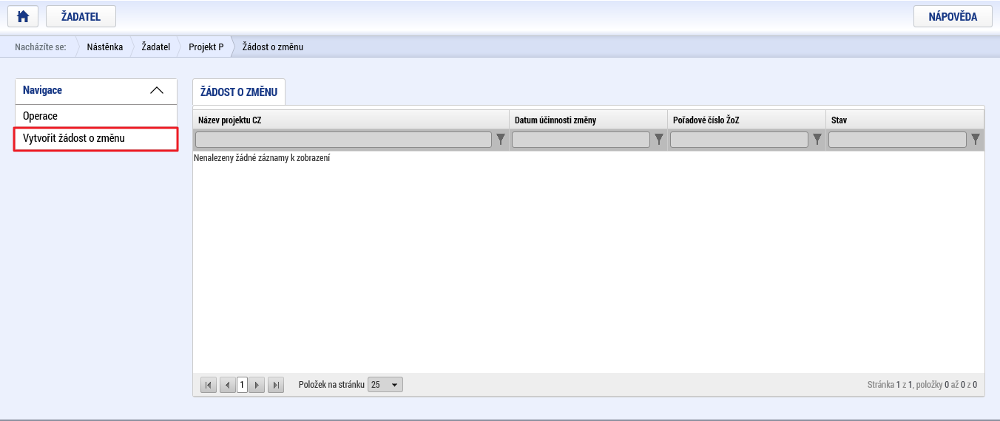 ŽADATEL
NÁPOVĚDA
Nacházíte se: Nástěnka Žadatel Projekt P Žádost o změnu
Navigace
Operace
Vytvořit žádost o změnu
ŽÁDOST O ZMĚNU
Název projektu CZ Datum účinnosti změny Pořadové číslo ŽoZ Stav
Nenalezeny žádné záznamy k zobrazení
1 Položek na stránku 25 Stránka 1 z 1, položky 0 až 0 z 0